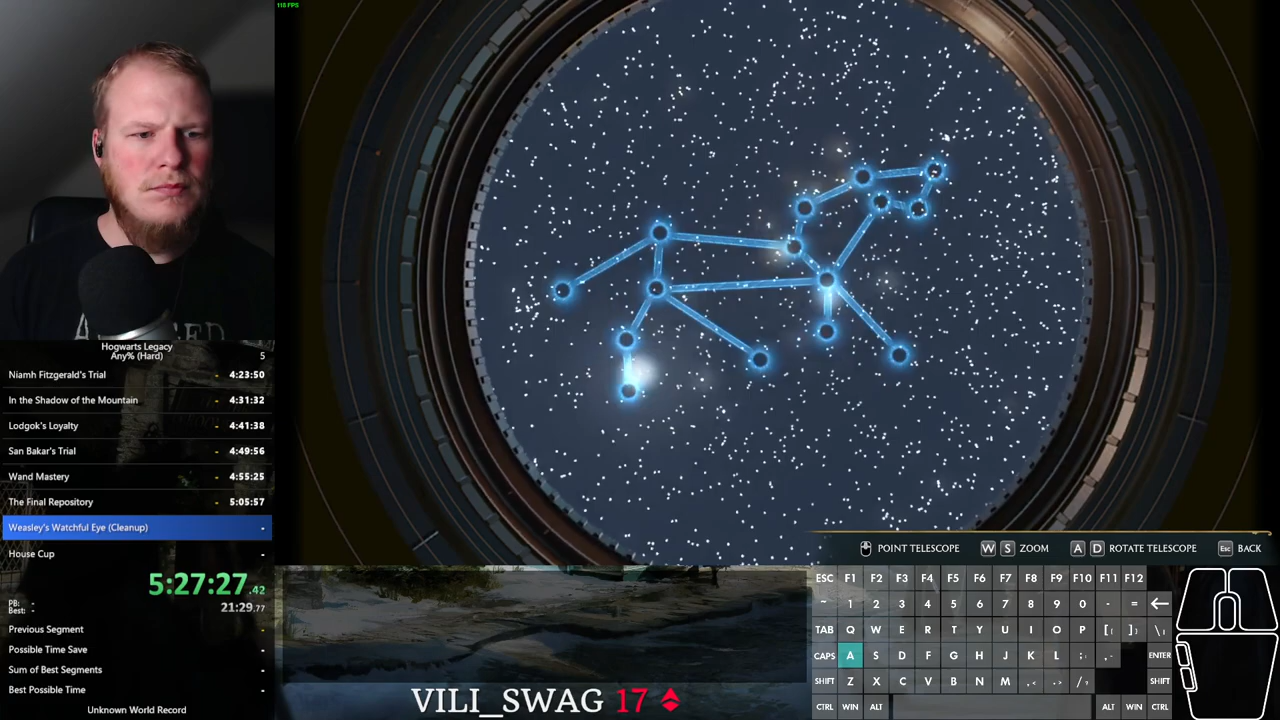 115 FPS
Hogwarts Legacy
Any% (Hard) 5
Niamh Fitzgerald's Trial - 4:23:50
In the Shadow of the Mountain - 4:31:32
Lodgok's Loyalty - 4:41:38
San Bakar's Trial - 4:49:56
Wand Mastery - 4:55:25
The Final Repository - 5:05:57
Weasley's Watchful Eye (Cleanup) -
House Cup -
5:27:27.42
PB: -
Best: -
21:29.77
Previous Segment -
Possible Time Save -
Sum of Best Segments -
Best Possible Time -
Unknown World Record
POINT TELESCOPE W S ZOOM A D ROTATE TELESCOPE Esc BACK
VILI_SWAG 17
ESC F1 F2 F3 F4 F5 F6 F7 F8 F9 F10 F11 F12
~ 1 2 3 4 5 6 7 8 9 0 - =
TAB Q W E R T Y U I O P [{ ]} \|
CAPS A S D F G H J K L ;: ,. ENTER
SHIFT Z X C V B N M ,< .> /? SHIFT
CTRL WIN ALT ALT WIN CTRL